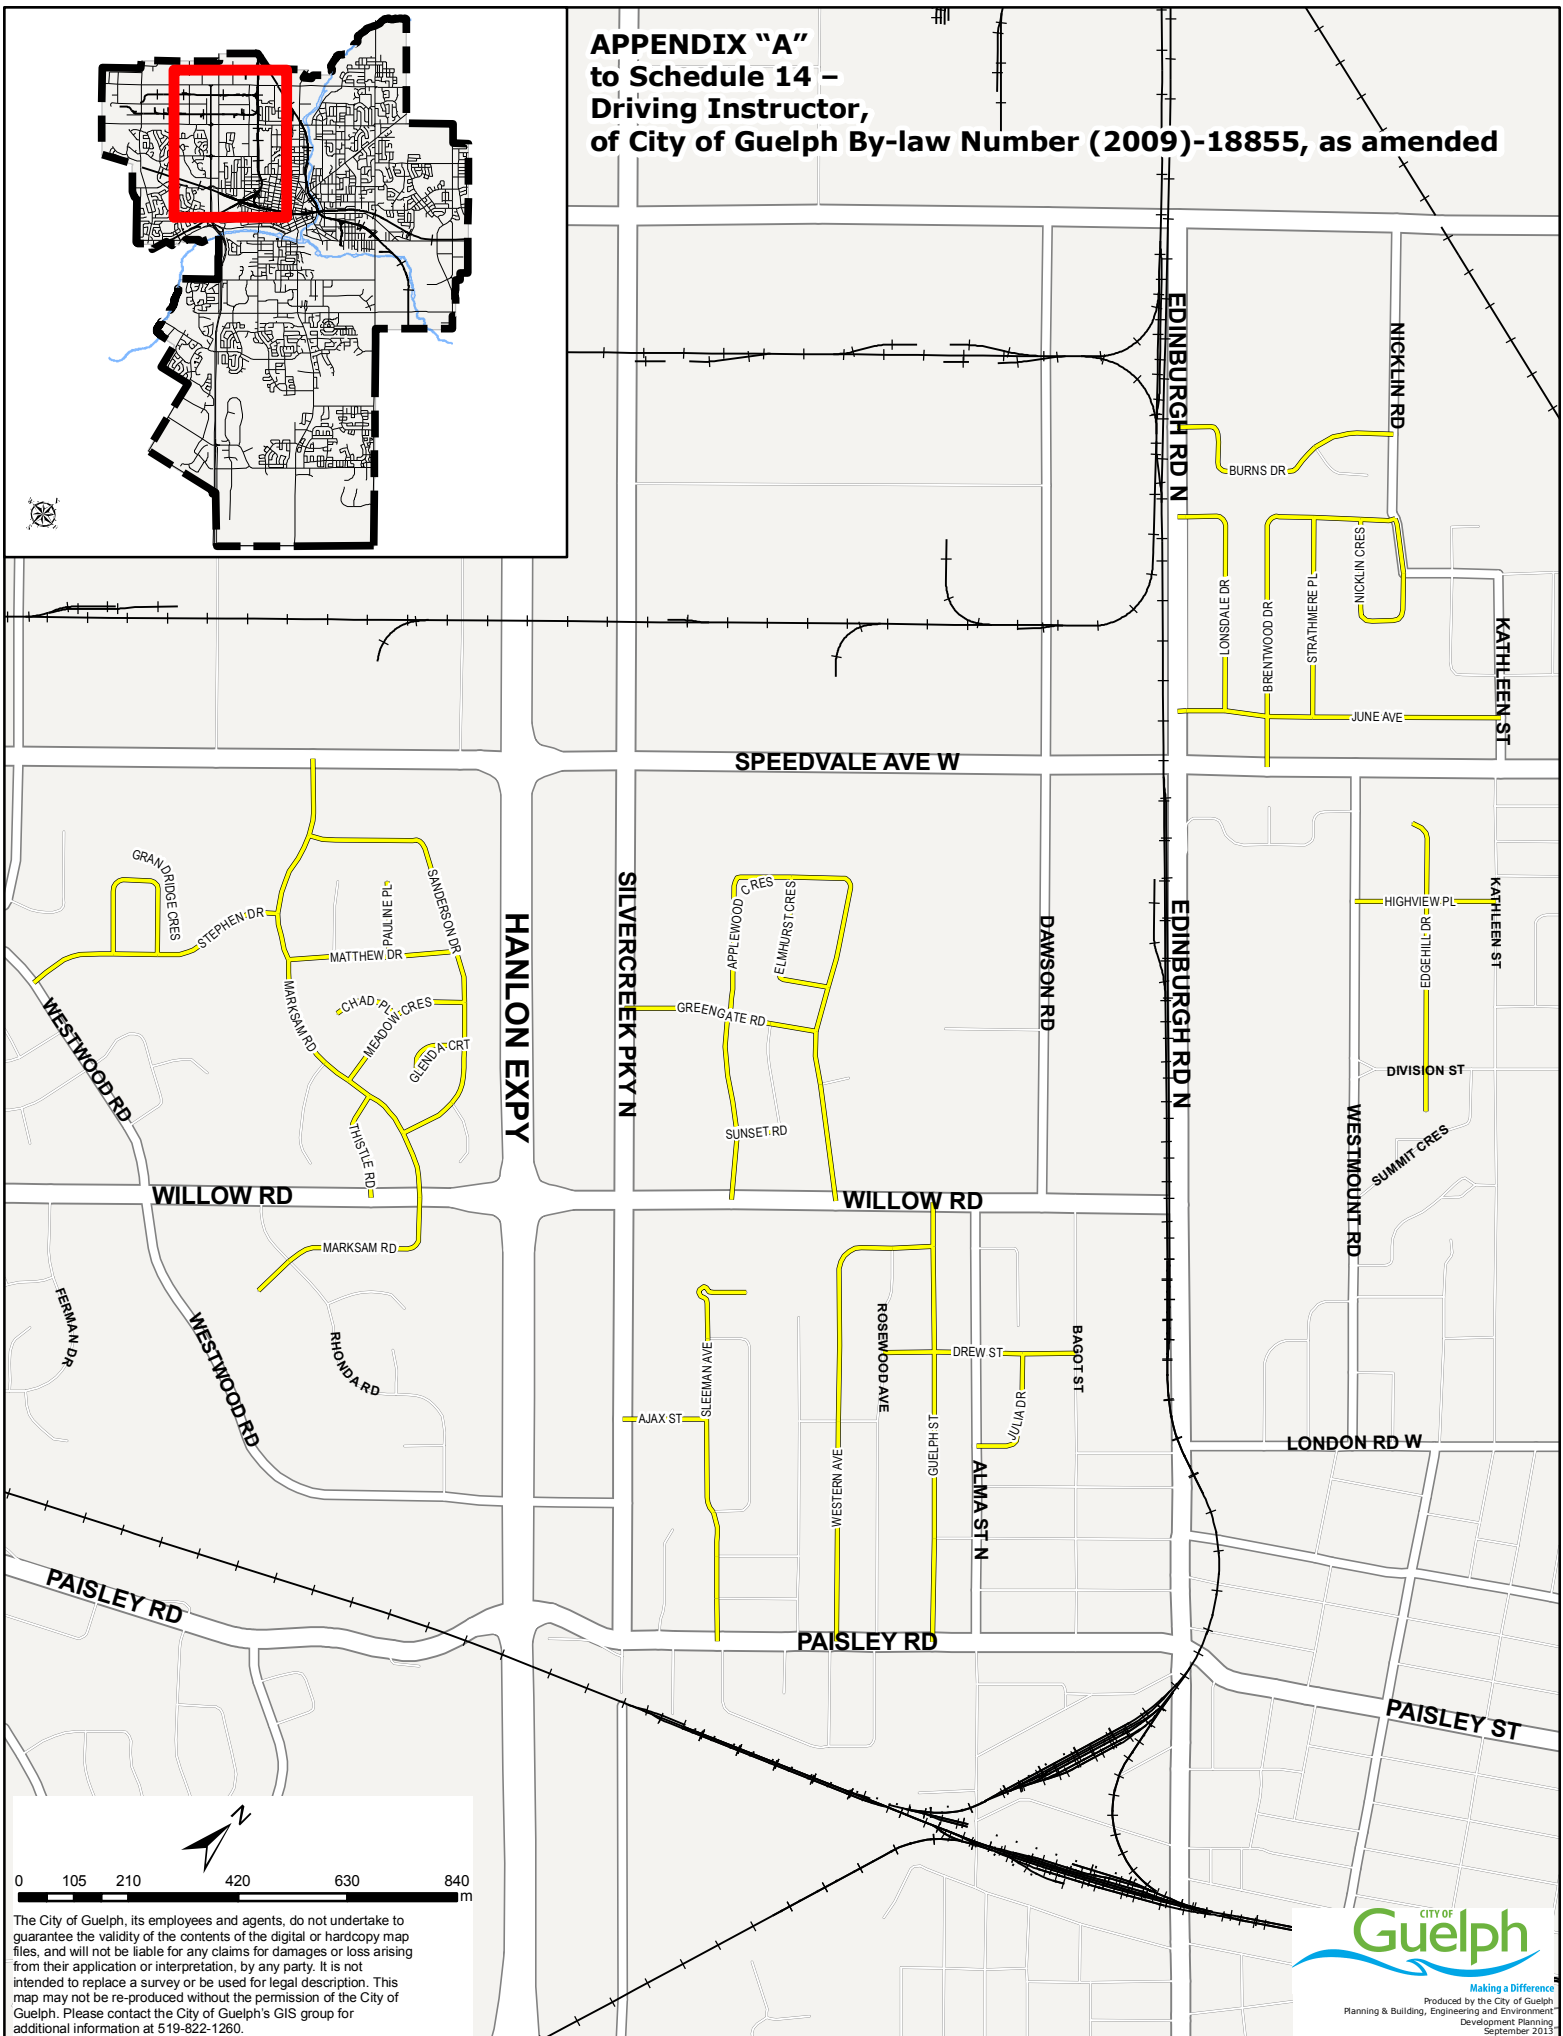 APPENDIX “A”
to Schedule 14 –
Driving Instructor,
of City of Guelph By-law Number (2009)-18855, as amended
EDINBURGH RD N
NICKLIN RD
BURNS DR
LONSDALE DR
BRENTWOOD DR
STRATHMERE PL
NICKLIN CRES
KATHLEEN ST
JUNE AVE
SPEEDVALE AVE W
GRANDRIDGE CRES
STEPHEN DR
PAULINE PL
SANDERSON DR
MATTHEW DR
MARKSAM RD
CHAD PL
MEADOW CRES
GLENDA CRT
THISTLE RD
HANLON EXPY
SILVERCREEK PKY N
APPLEWOOD CRES
ELMHURST CRES
GREENGATE RD
SUNSET RD
DAWSON RD
EDINBURGH RD N
HIGHVIEW PL
EDGEHILL DR
KATHLEEN ST
DIVISION ST
SUMMIT CRES
WESTMOUNT RD
WESTWOOD RD
WILLOW RD
WILLOW RD
MARKSAM RD
FERMAN DR
WESTWOOD RD
RHONDA RD
SLEEMAN AVE
AJAX ST
WESTERN AVE
ROSEWOOD AVE
GUELPH ST
DREW ST
JULIA DR
BAGOT ST
ALMA ST N
LONDON RD W
PAISLEY RD
PAISLEY RD
PAISLEY ST
N
0 105 210 420 630 840
m
The City of Guelph, its employees and agents, do not undertake to
guarantee the validity of the contents of the digital or hardcopy map
files, and will not be liable for any claims for damages or loss arising
from their application or interpretation, by any party. It is not
intended to replace a survey or be used for legal description. This
map may not be re-produced without the permission of the City of
Guelph. Please contact the City of Guelph's GIS group for
additional information at 519-822-1260.
CITY OF
Guelph
Making a Difference
Produced by the City of Guelph
Planning & Building, Engineering and Environment
Development Planning
September 2013